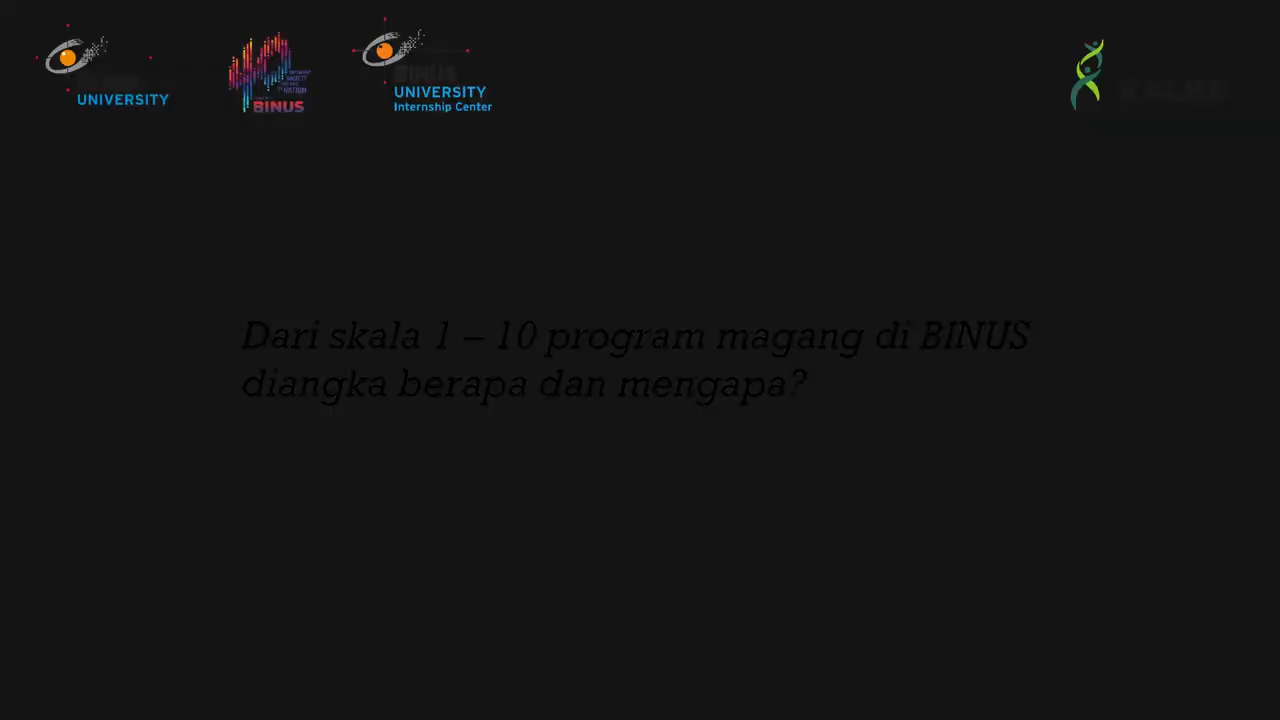 UNIVERSITY
BINUS
BINUS
UNIVERSITY
Internship Center
Dari skala 1 – 10 program magang di BINUS
diangka berapa dan mengapa?